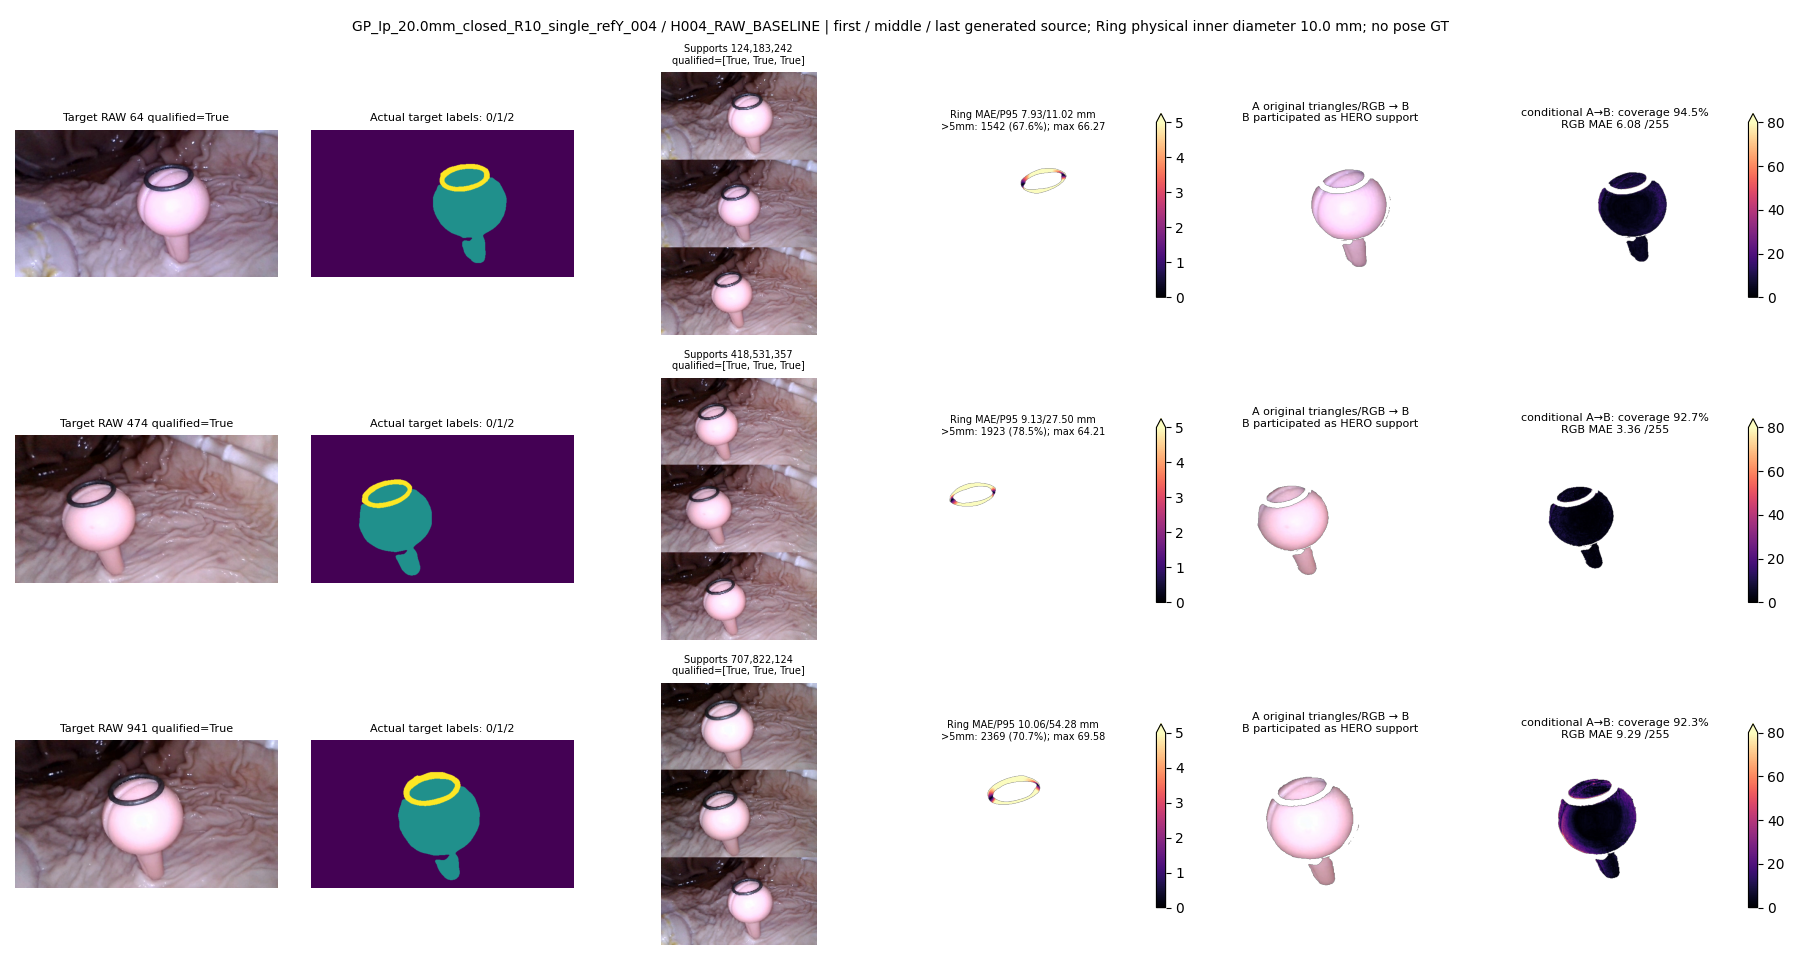 GP_Ip_20.0mm_closed_R10_single_refY_004 / H004_RAW_BASELINE | first / middle / last generated source; Ring physical inner diameter 10.0 mm; no pose GT
Target RAW 64 qualified=True
Actual target labels: 0/1/2
Supports 124,183,242
qualified=[True, True, True]
Ring MAE/P95 7.93/11.02 mm
>5mm: 1542 (67.6%); max 66.27
5
4
3
2
1
0
A original triangles/RGB → B
B participated as HERO support
conditional A→B: coverage 94.5%
RGB MAE 6.08 /255
80
60
40
20
0
Target RAW 474 qualified=True
Actual target labels: 0/1/2
Supports 418,531,357
qualified=[True, True, True]
Ring MAE/P95 9.13/27.50 mm
>5mm: 1923 (78.5%); max 64.21
5
4
3
2
1
0
A original triangles/RGB → B
B participated as HERO support
conditional A→B: coverage 92.7%
RGB MAE 3.36 /255
80
60
40
20
0
Target RAW 941 qualified=True
Actual target labels: 0/1/2
Supports 707,822,124
qualified=[True, True, True]
Ring MAE/P95 10.06/54.28 mm
>5mm: 2369 (70.7%); max 69.58
5
4
3
2
1
0
A original triangles/RGB → B
B participated as HERO support
conditional A→B: coverage 92.3%
RGB MAE 9.29 /255
80
60
40
20
0